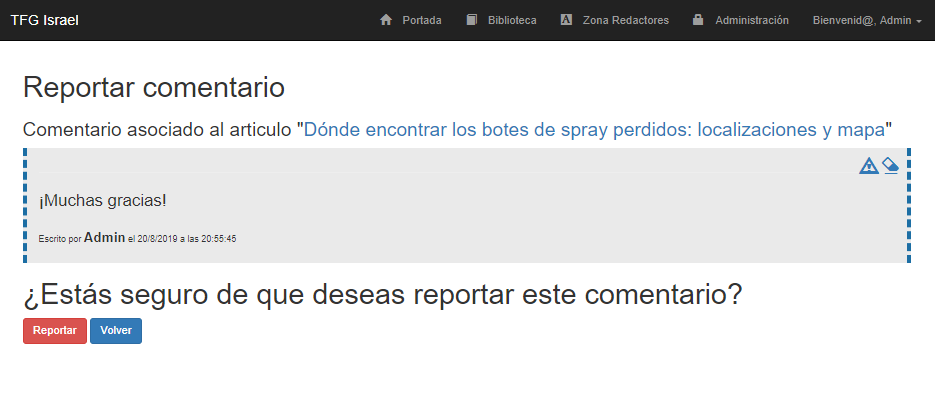 TFG Israel Portada Biblioteca Zona Redactores Administración Bienvenid@, Admin
Reportar comentario
Comentario asociado al articulo "Dónde encontrar los botes de spray perdidos: localizaciones y mapa"
¡Muchas gracias!
Escrito por Admin el 20/8/2019 a las 20:55:45
¿Estás seguro de que deseas reportar este comentario?
Reportar Volver